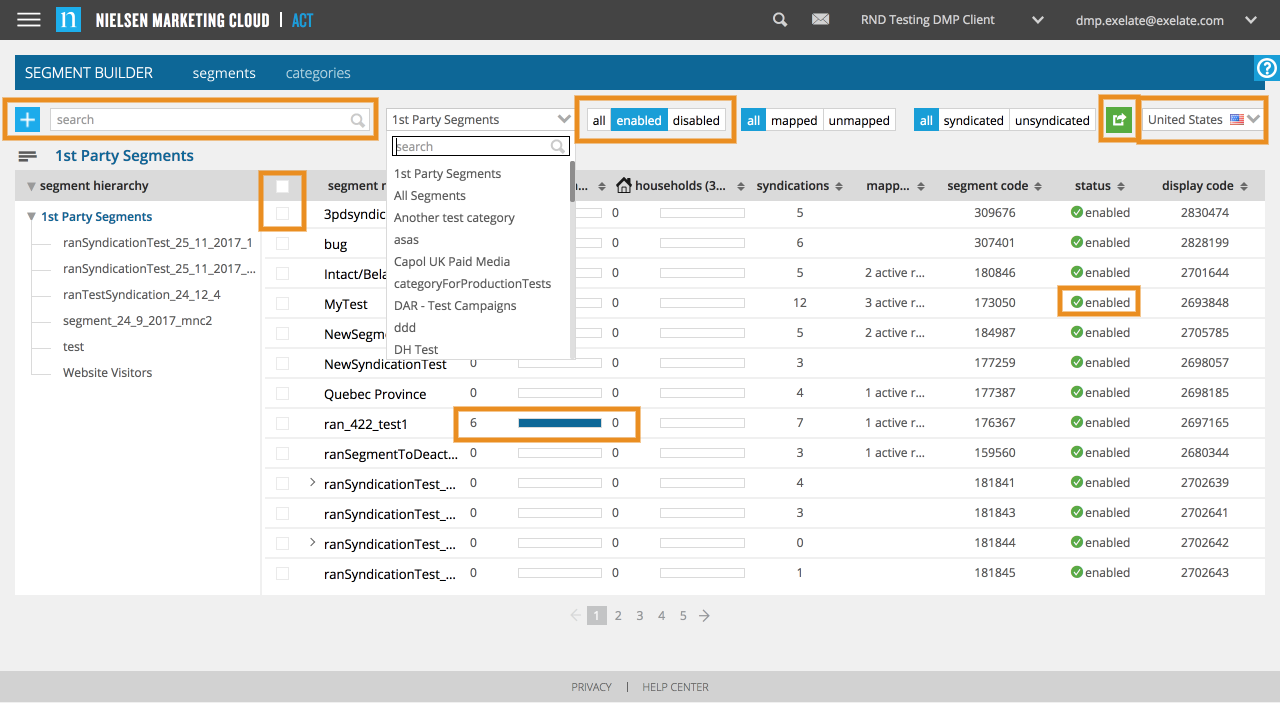 n NIELSEN MARKETING CLOUD | ACT RND Testing DMP Client dmp.exelate@exelate.com
SEGMENT BUILDER segments categories ?
+ search 1st Party Segments all enabled disabled all mapped unmapped all syndicated unsyndicated United States
search
1st Party Segments
1st Party Segments
All Segments
Another test category
asas
Capol UK Paid Media
categoryForProductionTests
DAR - Test Campaigns
ddd
DH Test
segment hierarchy
1st Party Segments
ranSyndicationTest_25_11_2017_1
ranSyndicationTest_25_11_2017_...
ranTestSyndication_24_12_4
segment_24_9_2017_mnc2
test
Website Visitors
segment households (3... syndications mapp... segment code status display code
3pdsyndic 0 5 309676 enabled 2830474
bug 0 6 307401 enabled 2828199
Intact/Bela 0 5 2 active r... 180846 enabled 2701644
MyTest 0 12 3 active r... 173050 enabled 2693848
NewSegm 0 5 2 active r... 184987 enabled 2705785
NewSyndicationTest 0 0 3 177259 enabled 2698057
Quebec Province 0 0 4 1 active r... 177387 enabled 2698185
ran_422_test1 6 0 7 1 active r... 176367 enabled 2697165
ranSegmentToDeact... 0 0 3 1 active r... 159560 enabled 2680344
ranSyndicationTest_... 0 0 4 181841 enabled 2702639
ranSyndicationTest_... 0 0 3 181843 enabled 2702641
ranSyndicationTest_... 0 0 0 181844 enabled 2702642
ranSyndicationTest_... 0 0 1 181845 enabled 2702643
1 2 3 4 5
PRIVACY | HELP CENTER